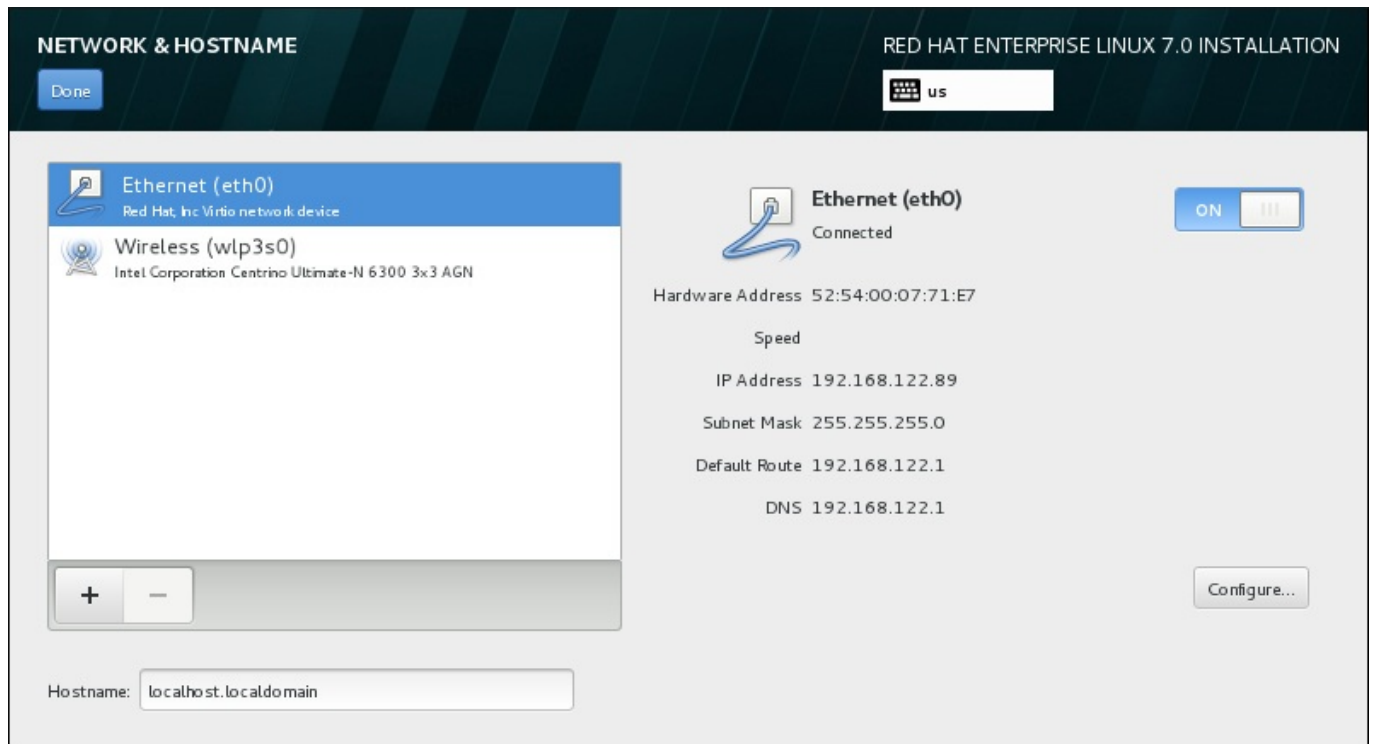 NETWORK & HOSTNAME
RED HAT ENTERPRISE LINUX 7.0 INSTALLATION
Done
us
Ethernet (eth0)
Red Hat, Inc Virtio network device
Wireless (wlp3s0)
Intel Corporation Centrino Ultimate-N 6300 3x3 AGN
Ethernet (eth0)
Connected
ON
Hardware Address 52:54:00:07:71:E7
Speed
IP Address 192.168.122.89
Subnet Mask 255.255.255.0
Default Route 192.168.122.1
DNS 192.168.122.1
+ −
Configure...
Hostname: localhost.localdomain